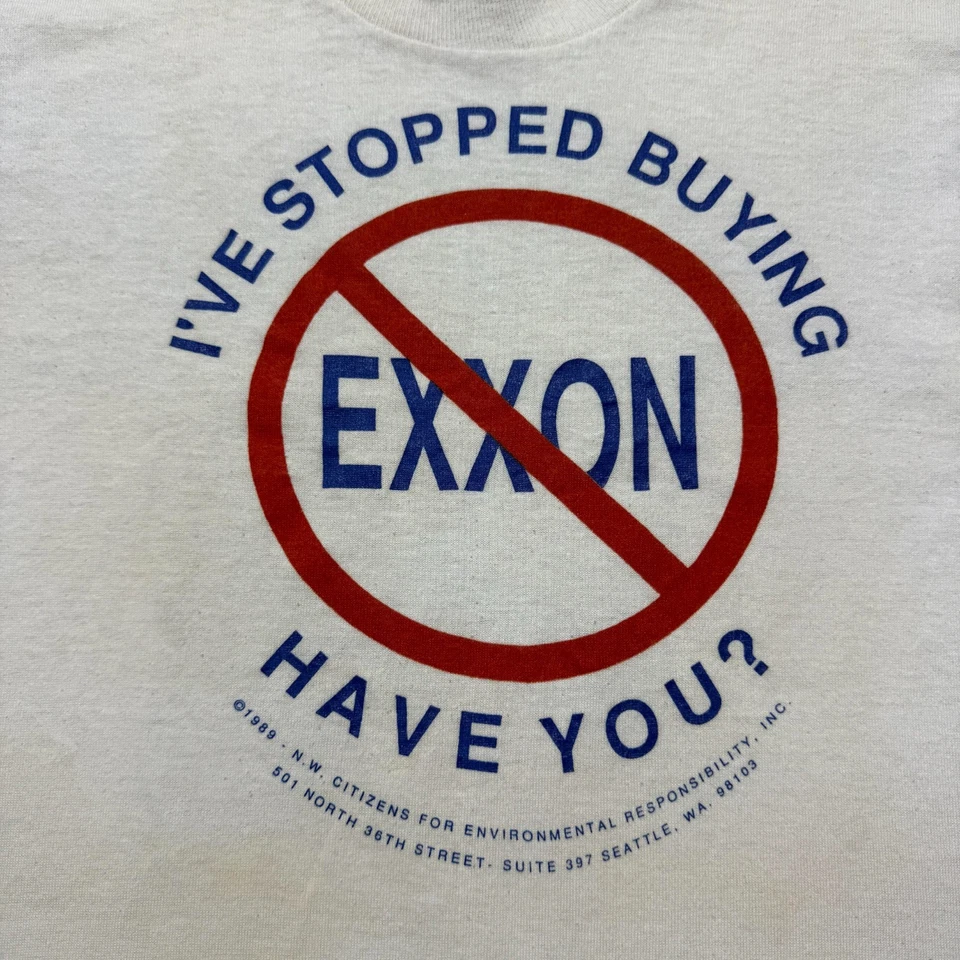 I'VE STOPPED BUYING
EXXON
HAVE YOU?
©1989 - N.W. CITIZENS FOR ENVIRONMENTAL RESPONSIBILITY, INC.
501 NORTH 36TH STREET- SUITE 397 SEATTLE, WA. 98103